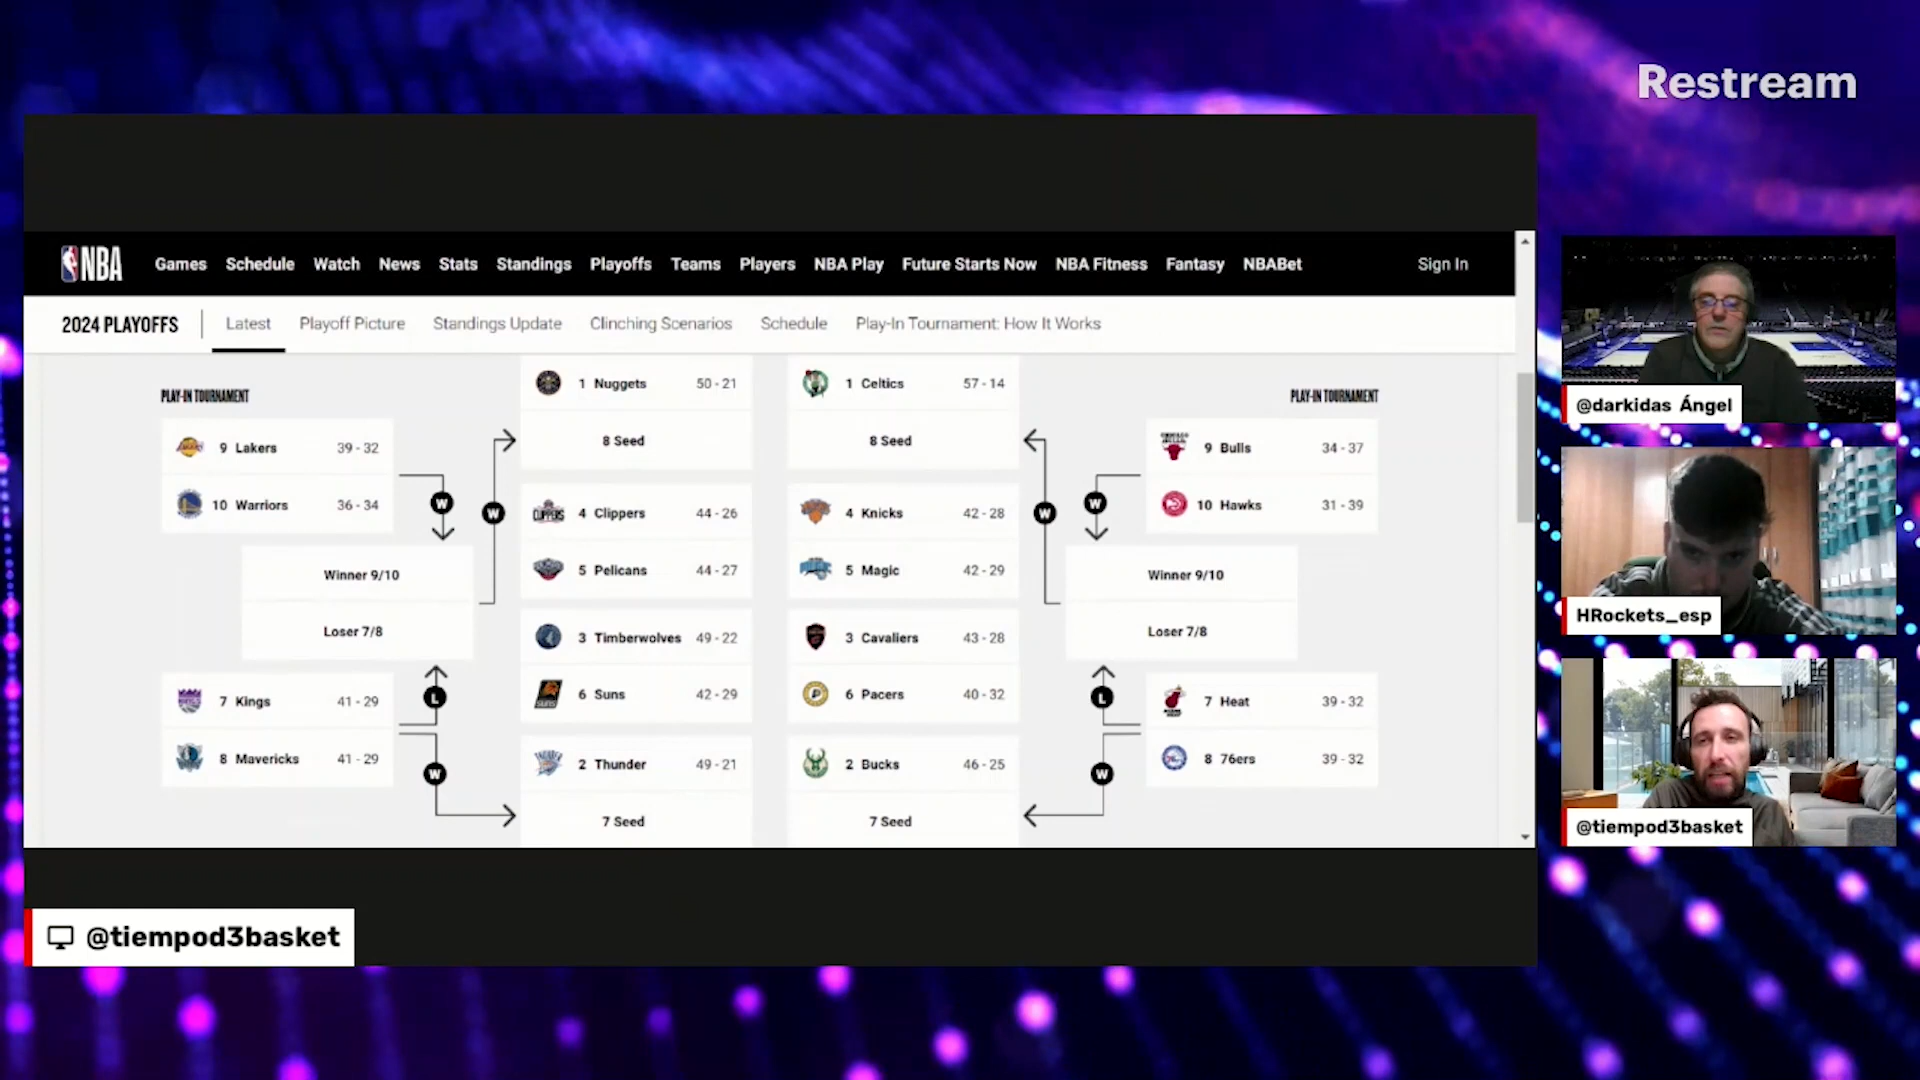 Restream
NBA
Games Schedule Watch News Stats Standings Playoffs Teams Players NBA Play Future Starts Now NBA Fitness Fantasy NBABet Sign In
2024 PLAYOFFS Latest Playoff Picture Standings Update Clinching Scenarios Schedule Play-In Tournament: How It Works
PLAY-IN TOURNAMENT
9 Lakers 39 - 32
10 Warriors 36 - 34
W
Winner 9/10
Loser 7/8
L
7 Kings 41 - 29
8 Mavericks 41 - 29
W
W
1 Nuggets 50 - 21
8 Seed
4 Clippers 44 - 26
5 Pelicans 44 - 27
3 Timberwolves 49 - 22
6 Suns 42 - 29
2 Thunder 49 - 21
7 Seed
1 Celtics 57 - 14
8 Seed
4 Knicks 42 - 28
5 Magic 42 - 29
3 Cavaliers 43 - 28
6 Pacers 40 - 32
2 Bucks 46 - 25
7 Seed
W
PLAY-IN TOURNAMENT
9 Bulls 34 - 37
10 Hawks 31 - 39
W
Winner 9/10
Loser 7/8
L
7 Heat 39 - 32
8 76ers 39 - 32
W
@darkidas Ángel
HRockets_esp
@tiempod3basket
@tiempod3basket